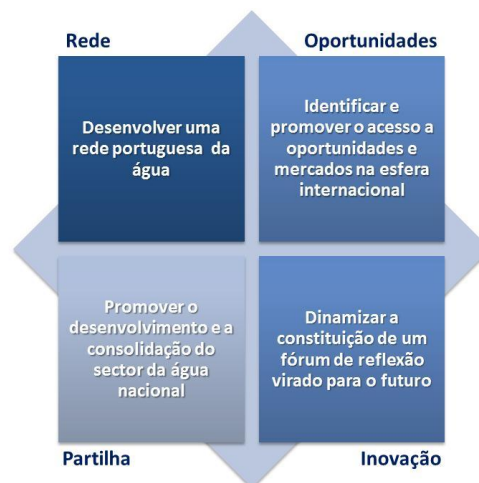 Rede
Oportunidades
Desenvolver uma
rede portuguesa da
água
Identificar e
promover o acesso a
oportunidades e
mercados na esfera
internacional
Promover o
desenvolvimento e a
consolidação do
sector da água
nacional
Dinamizar a
constituição de um
fórum de reflexão
virado para o futuro
Partilha
Inovação